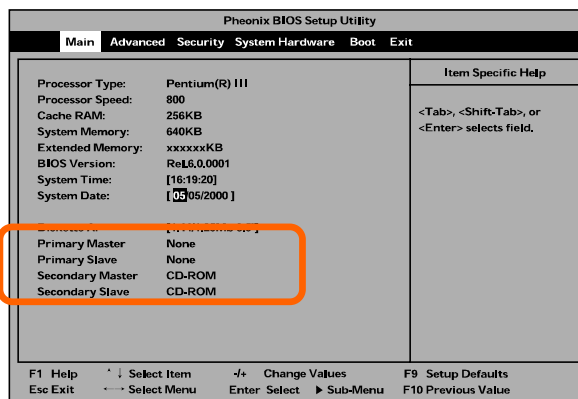 Pheonix BIOS Setup Utility
Main Advanced Security System Hardware Boot Exit
Item Specific Help
<Tab>, <Shift-Tab>, or
<Enter> selects field.
Processor Type: Pentium(R) III
Processor Speed: 800
Cache RAM: 256KB
System Memory: 640KB
Extended Memory: xxxxxxKB
BIOS Version: Rel.6.0.0001
System Time: [16:19:20]
System Date: [ 05/05/2000 ]
Primary Master None
Primary Slave None
Secondary Master CD-ROM
Secondary Slave CD-ROM
F1 Help ↑↓ Select Item -/+ Change Values F9 Setup Defaults
Esc Exit ←→ Select Menu Enter Select ▶ Sub-Menu F10 Previous Value